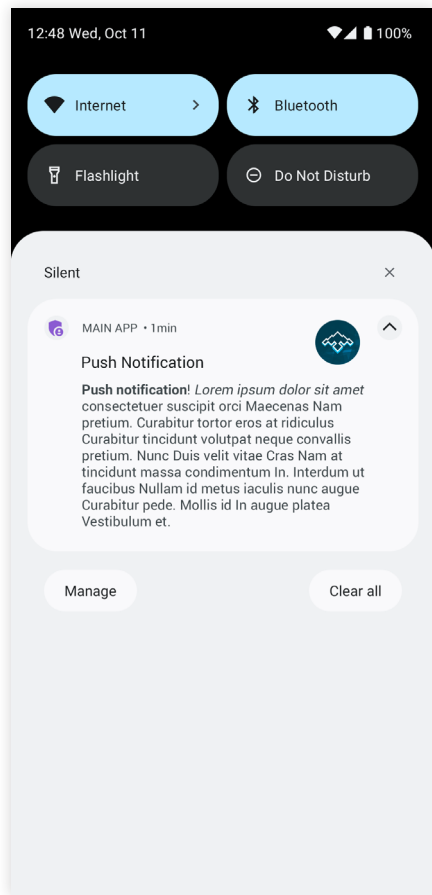 12:48 Wed, Oct 11 100%
Internet
Bluetooth
Flashlight
Do Not Disturb
Silent
MAIN APP • 1min
Push Notification
Push notification! Lorem ipsum dolor sit amet
consectetuer suscipit orci Maecenas Nam
pretium. Curabitur tortor eros at ridiculus
Curabitur tincidunt volutpat neque convallis
pretium. Nunc Duis velit vitae Cras Nam at
tincidunt massa condimentum In. Interdum ut
faucibus Nullam id metus iaculis nunc augue
Curabitur pede. Mollis id In augue platea
Vestibulum et.
Manage
Clear all